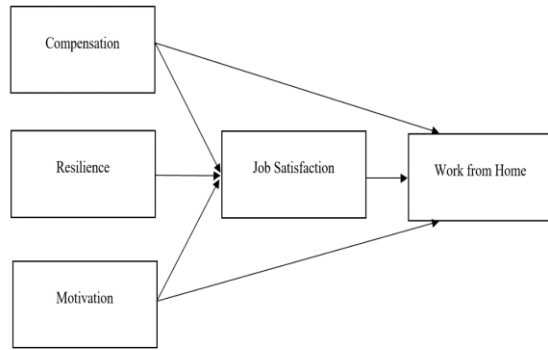 Compensation
Resilience
Job Satisfaction
Work from Home
Motivation